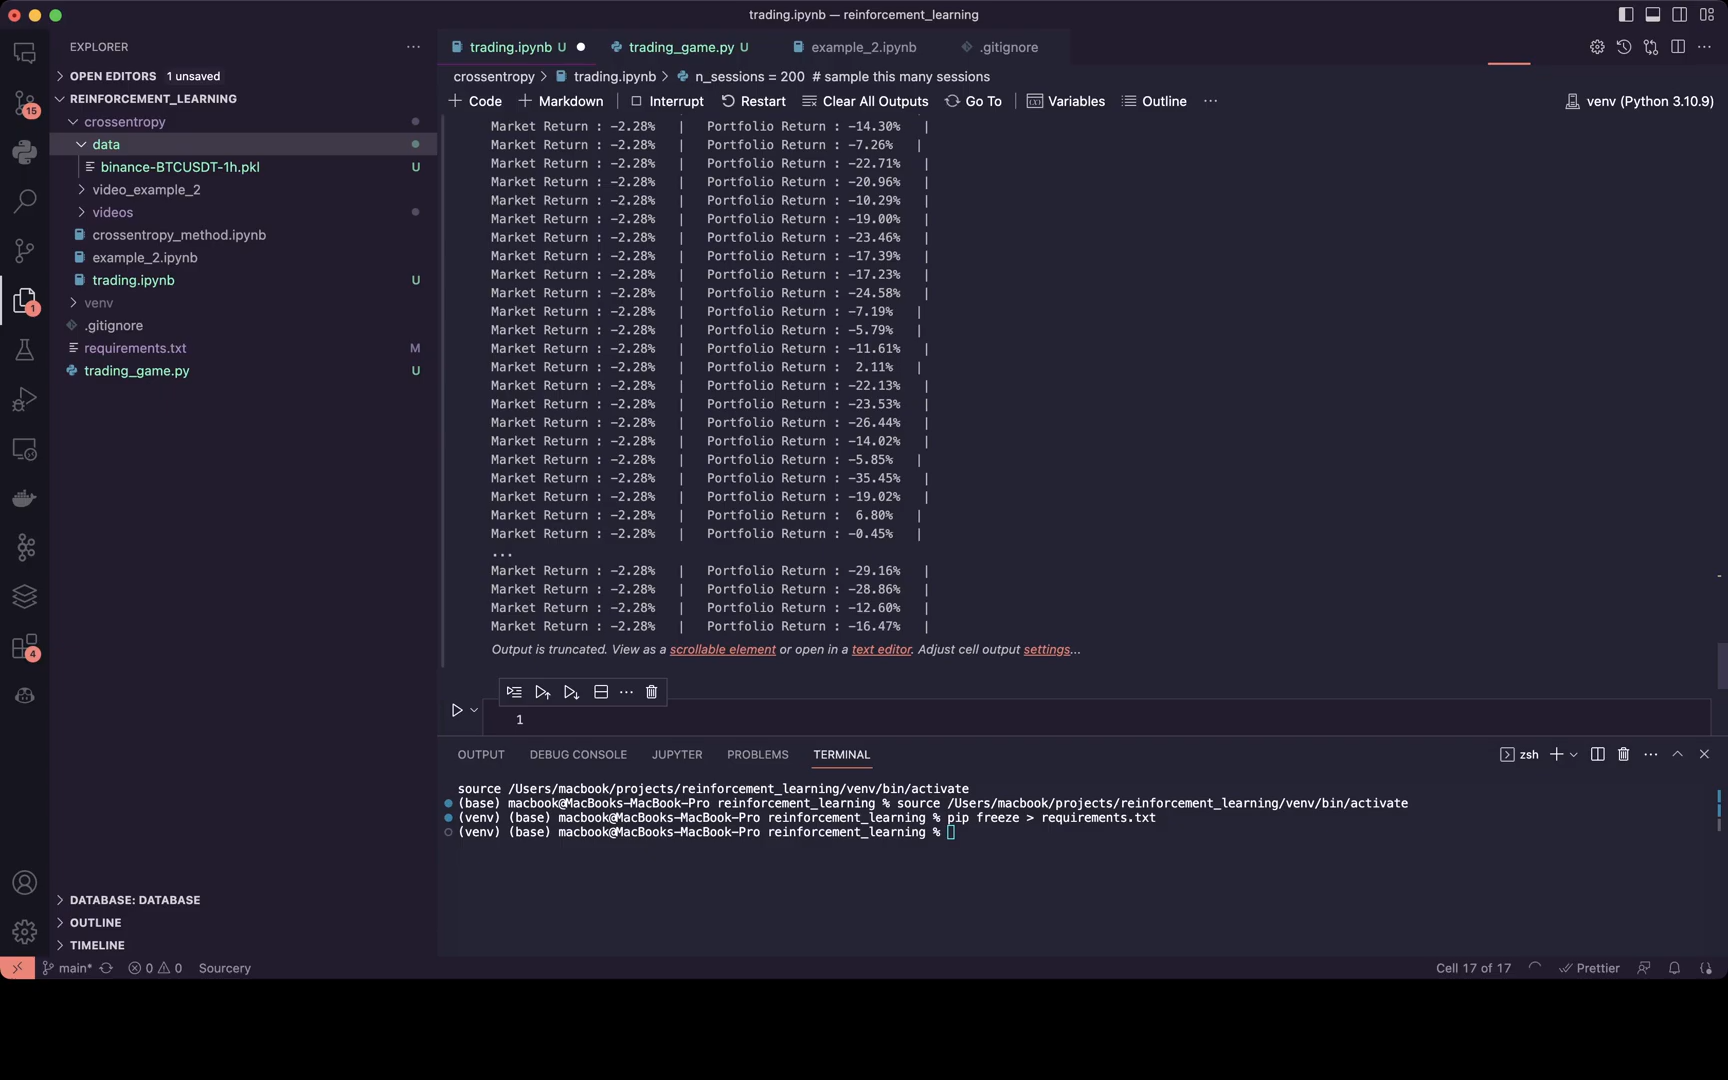 trading.ipynb — reinforcement_learning
EXPLORER
OPEN EDITORS 1 unsaved
REINFORCEMENT_LEARNING
crossentropy
data
binance-BTCUSDT-1h.pkl U
video_example_2
videos
crossentropy_method.ipynb
example_2.ipynb
trading.ipynb U
venv
.gitignore
requirements.txt M
trading_game.py U
DATABASE: DATABASE
OUTLINE
TIMELINE
15
1
4
trading.ipynb U trading_game.py U example_2.ipynb .gitignore
crossentropy > trading.ipynb > n_sessions = 200 # sample this many sessions
+ Code + Markdown | Interrupt Restart Clear All Outputs Go To | Variables Outline ... venv (Python 3.10.9)
Market Return : -2.28% | Portfolio Return : -14.30% |
Market Return : -2.28% | Portfolio Return : -7.26% |
Market Return : -2.28% | Portfolio Return : -22.71% |
Market Return : -2.28% | Portfolio Return : -20.96% |
Market Return : -2.28% | Portfolio Return : -10.29% |
Market Return : -2.28% | Portfolio Return : -19.00% |
Market Return : -2.28% | Portfolio Return : -23.46% |
Market Return : -2.28% | Portfolio Return : -17.39% |
Market Return : -2.28% | Portfolio Return : -17.23% |
Market Return : -2.28% | Portfolio Return : -24.58% |
Market Return : -2.28% | Portfolio Return : -7.19% |
Market Return : -2.28% | Portfolio Return : -5.79% |
Market Return : -2.28% | Portfolio Return : -11.61% |
Market Return : -2.28% | Portfolio Return : 2.11% |
Market Return : -2.28% | Portfolio Return : -22.13% |
Market Return : -2.28% | Portfolio Return : -23.53% |
Market Return : -2.28% | Portfolio Return : -26.44% |
Market Return : -2.28% | Portfolio Return : -14.02% |
Market Return : -2.28% | Portfolio Return : -5.85% |
Market Return : -2.28% | Portfolio Return : -35.45% |
Market Return : -2.28% | Portfolio Return : -19.02% |
Market Return : -2.28% | Portfolio Return : 6.80% |
Market Return : -2.28% | Portfolio Return : -0.45% |
...
Market Return : -2.28% | Portfolio Return : -29.16% |
Market Return : -2.28% | Portfolio Return : -28.86% |
Market Return : -2.28% | Portfolio Return : -12.60% |
Market Return : -2.28% | Portfolio Return : -16.47% |
Output is truncated. View as a scrollable element or open in a text editor. Adjust cell output settings...
1
OUTPUT DEBUG CONSOLE JUPYTER PROBLEMS TERMINAL zsh
source /Users/macbook/projects/reinforcement_learning/venv/bin/activate
(base) macbook@MacBooks-MacBook-Pro reinforcement_learning % source /Users/macbook/projects/reinforcement_learning/venv/bin/activate
(venv) (base) macbook@MacBooks-MacBook-Pro reinforcement_learning % pip freeze > requirements.txt
(venv) (base) macbook@MacBooks-MacBook-Pro reinforcement_learning %
main* 0 0 Sourcery Cell 17 of 17 Prettier